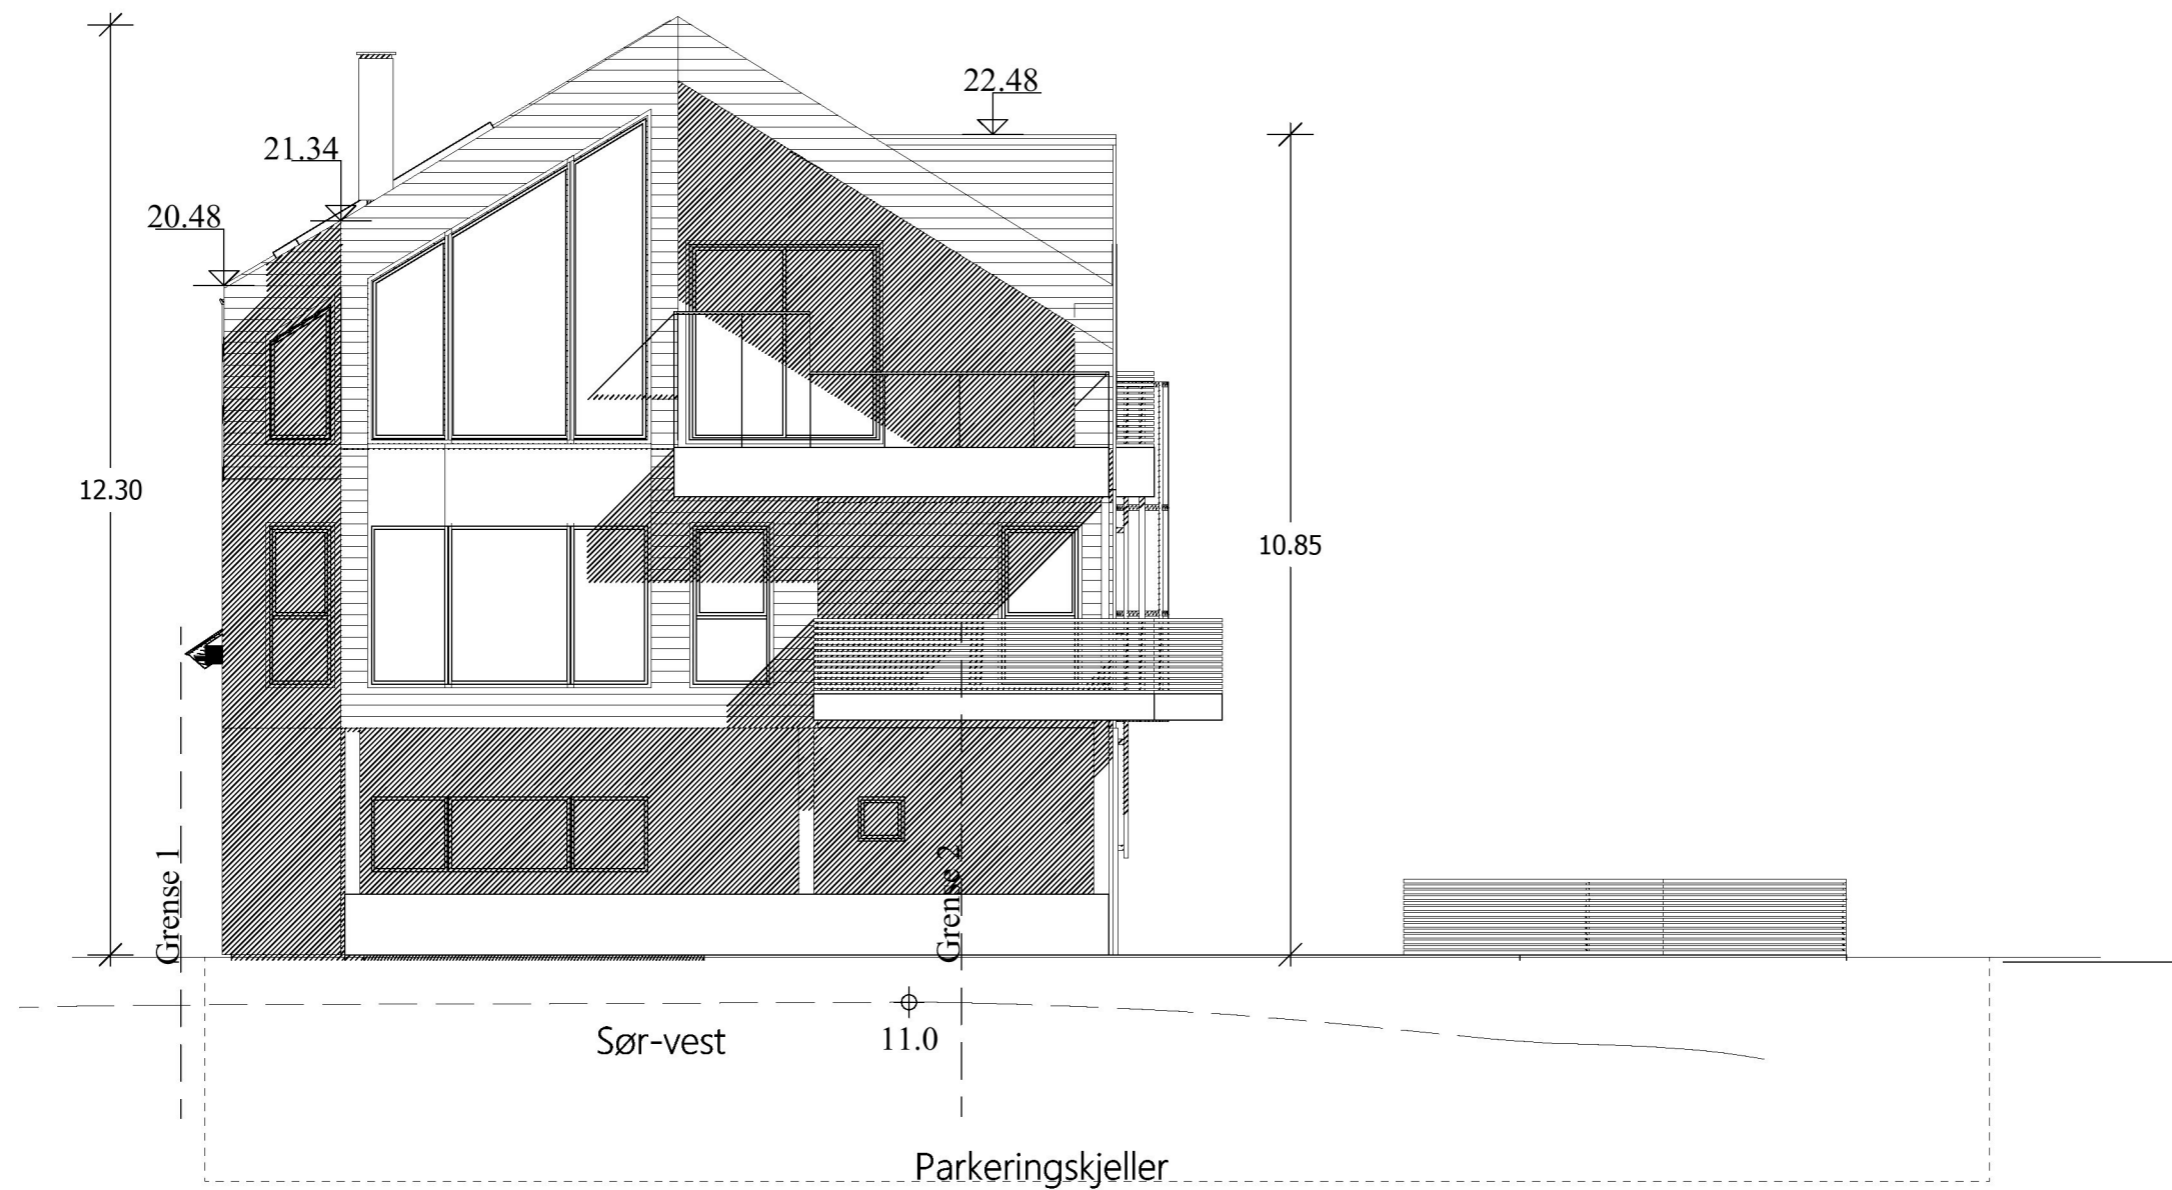 22.48
21.34
20.48
12.30
10.85
Grense 1
Grense 2
Sør-vest
11.0
Parkeringskjeller